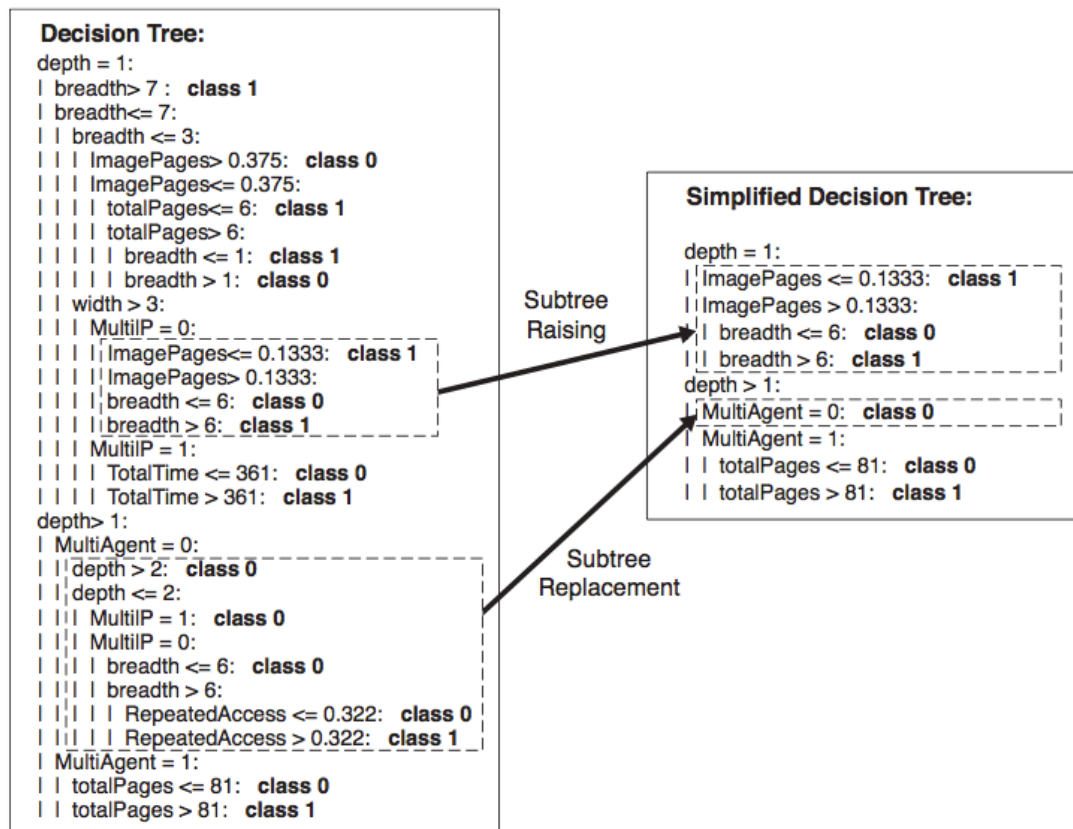 Decision Tree:
depth = 1:
| breadth> 7 : class 1
| breadth<= 7:
| | breadth <= 3:
| | | ImagePages> 0.375: class 0
| | | ImagePages<= 0.375:
| | | | totalPages<= 6: class 1
| | | | totalPages> 6:
| | | | | breadth <= 1: class 1
| | | | | breadth > 1: class 0
| | width > 3:
| | | MultiIP = 0:
| | | | ImagePages<= 0.1333: class 1
| | | | ImagePages> 0.1333:
| | | | breadth <= 6: class 0
| | | | breadth > 6: class 1
| | | MultiIP = 1:
| | | | TotalTime <= 361: class 0
| | | | TotalTime > 361: class 1
depth> 1:
| MultiAgent = 0:
| | depth > 2: class 0
| | depth <= 2:
| | | MultiIP = 1: class 0
| | | MultiIP = 0:
| | | | breadth <= 6: class 0
| | | | breadth > 6:
| | | | | RepeatedAccess <= 0.322: class 0
| | | | | RepeatedAccess > 0.322: class 1
| MultiAgent = 1:
| | totalPages <= 81: class 0
| | totalPages > 81: class 1
Subtree
Raising
Subtree
Replacement
Simplified Decision Tree:
depth = 1:
| ImagePages <= 0.1333: class 1
| ImagePages > 0.1333:
| | breadth <= 6: class 0
| | breadth > 6: class 1
depth > 1:
| MultiAgent = 0: class 0
| MultiAgent = 1:
| | totalPages <= 81: class 0
| | totalPages > 81: class 1